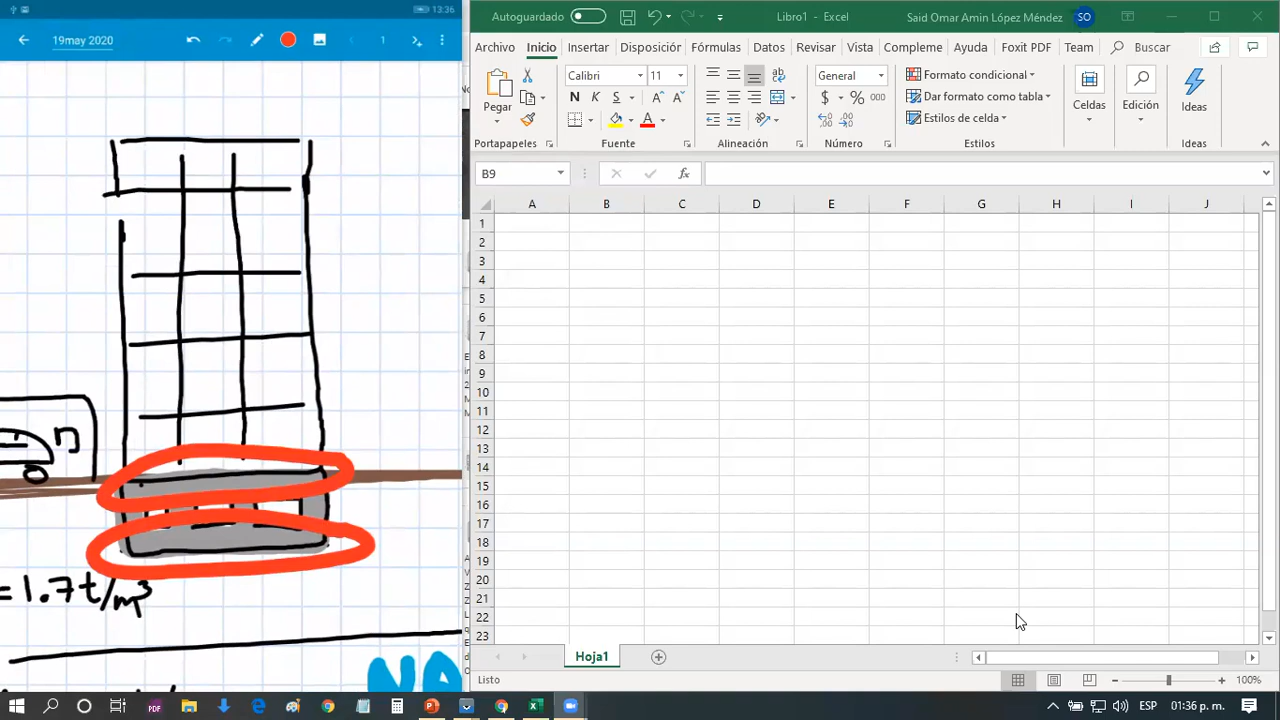 13:36
19may 2020
1
= 1.7t/m³
NA
Autoguardado
Libro1 - Excel
Said Omar Amin López Méndez
SO
Archivo Inicio Insertar Disposición Fórmulas Datos Revisar Vista Compleme Ayuda Foxit PDF Team Buscar
Pegar
Calibri 11
General
Formato condicional
Dar formato como tabla
Estilos de celda
Celdas
Edición
Ideas
N K S A A
$ % 000
Portapapeles Fuente Alineación Número Estilos Ideas
B9
fx
A B C D E F G H I J
1
2
3
4
5
6
7
8
9
10
11
12
13
14
15
16
17
18
19
20
21
22
23
Hoja1
Listo
100%
ESP 01:36 p. m.